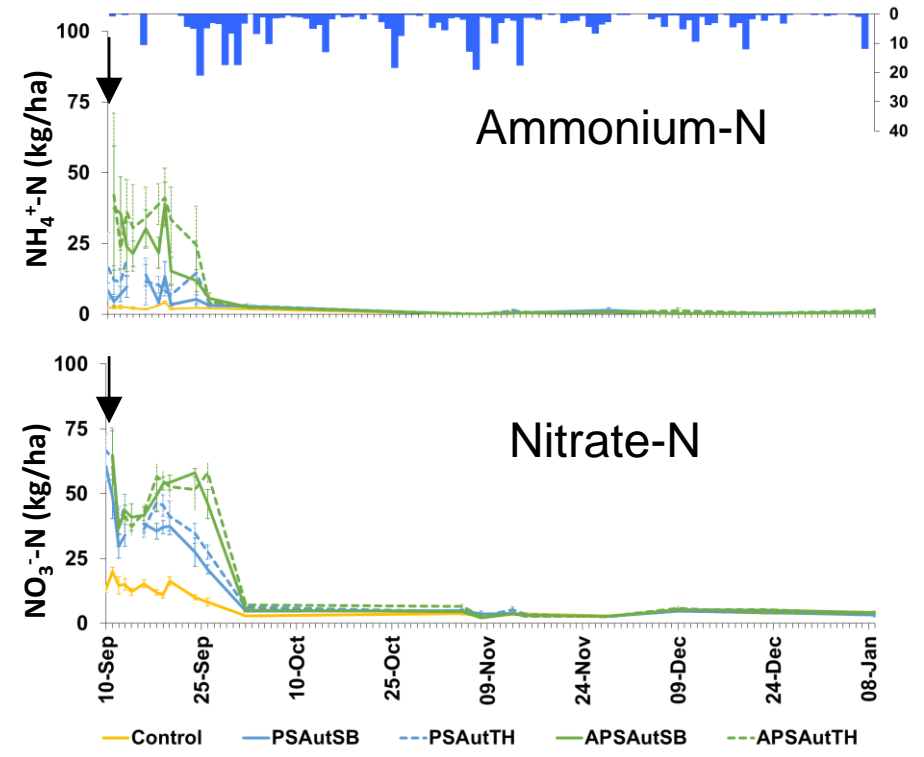 100
75
50
25
0
NH₄⁺-N (kg/ha)
Ammonium-N
0
10
20
30
40
100
75
50
25
0
NO₃⁻-N (kg/ha)
Nitrate-N
10-Sep
25-Sep
10-Oct
25-Oct
09-Nov
24-Nov
09-Dec
24-Dec
08-Jan
Control PSAutSB PSAutTH APSAutSB APSAutTH